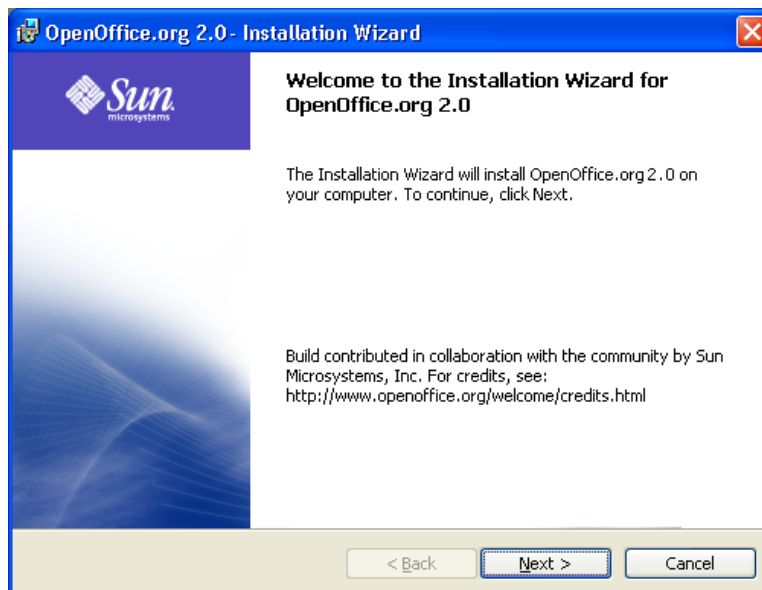 OpenOffice.org 2.0 - Installation Wizard
Sun
microsystems
Welcome to the Installation Wizard for
OpenOffice.org 2.0
The Installation Wizard will install OpenOffice.org 2.0 on
your computer. To continue, click Next.
Build contributed in collaboration with the community by Sun
Microsystems, Inc. For credits, see:
http://www.openoffice.org/welcome/credits.html
< Back
Next >
Cancel